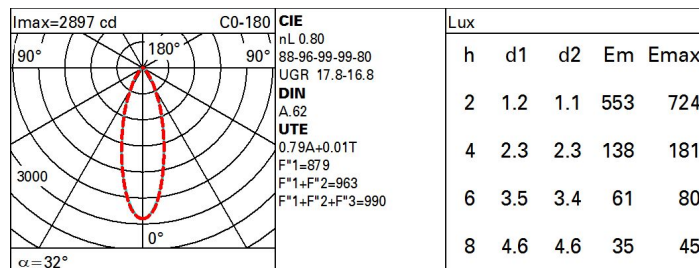 Imax=2897 cd C0-180
90° 180° 90°
3000
0°
α=32°
CIE
nL 0.80
88-96-99-99-80
UGR 17.8-16.8
DIN
A.62
UTE
0.79A+0.01T
F"1=879
F"1+F"2=963
F"1+F"2+F"3=990
Lux
h d1 d2 Em Emax
2 1.2 1.1 553 724
4 2.3 2.3 138 181
6 3.5 3.4 61 80
8 4.6 4.6 35 45